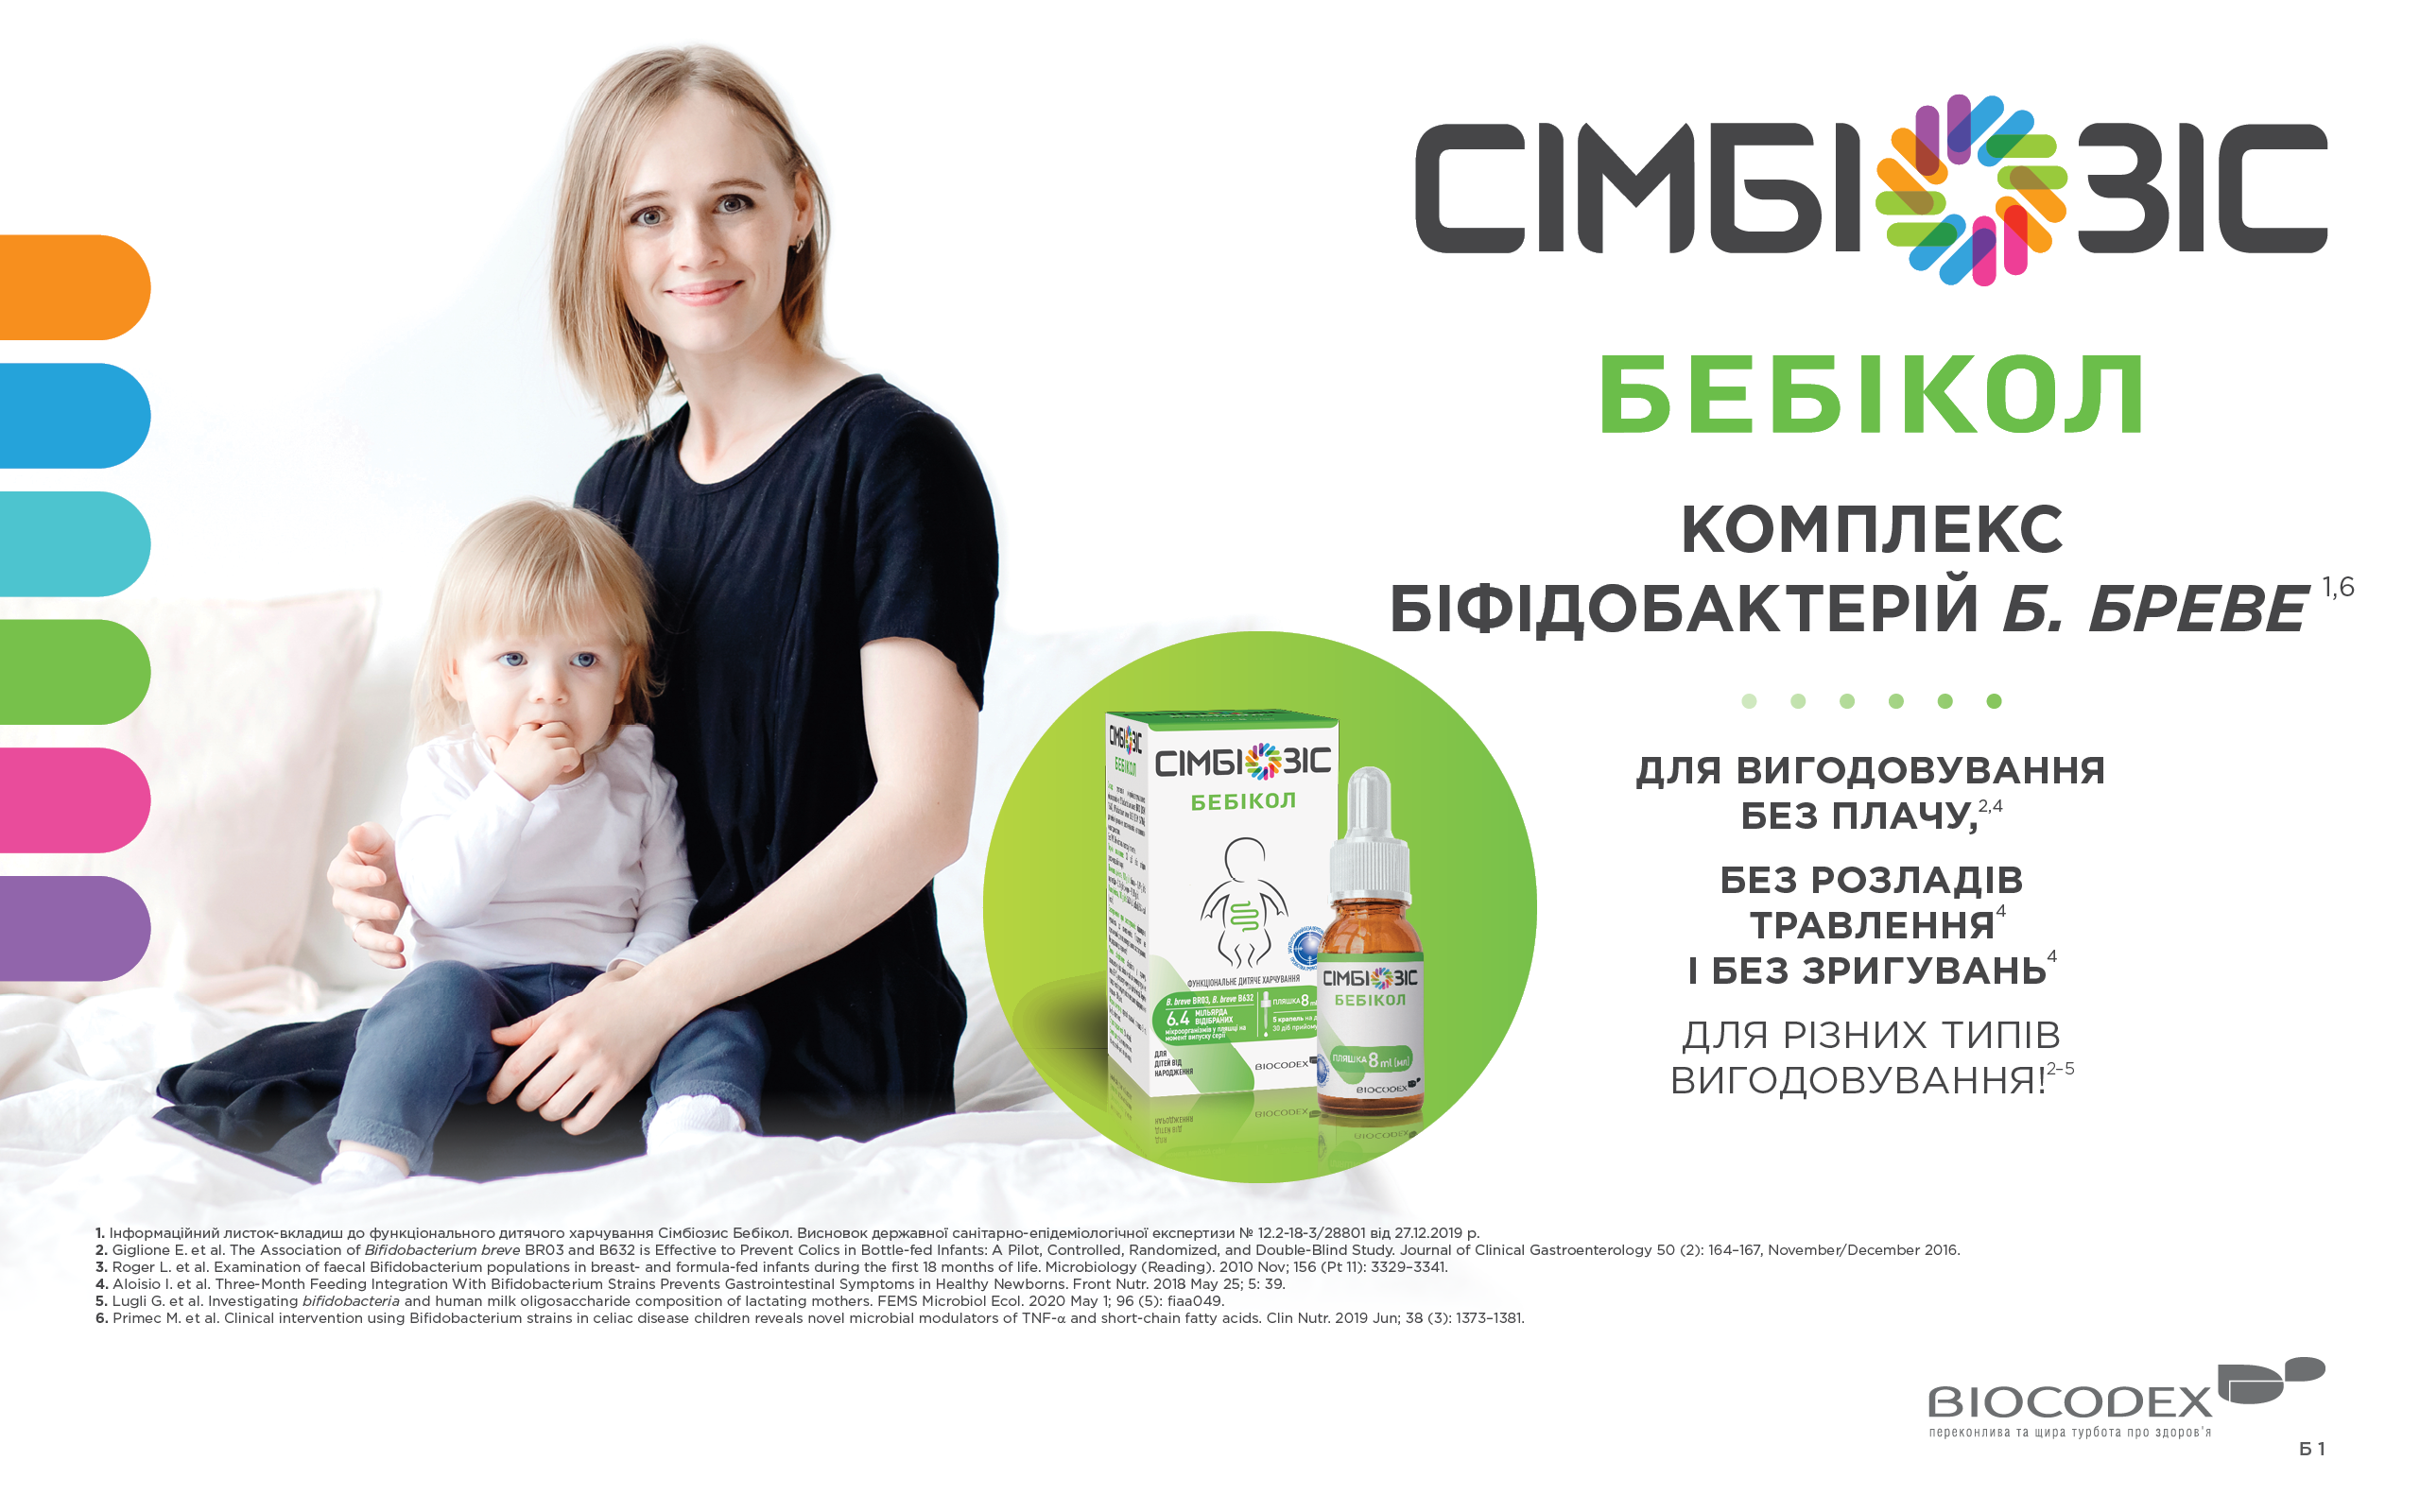 СІМБІОЗІС
БЕБІКОЛ
КОМПЛЕКС
БІФІДОБАКТЕРІЙ Б. БРЕВЕ 1,6
ДЛЯ ВИГОДОВУВАННЯ
БЕЗ ПЛАЧУ,2,4
БЕЗ РОЗЛАДІВ
ТРАВЛЕННЯ4
І БЕЗ ЗРИГУВАНЬ4
ДЛЯ РІЗНИХ ТИПІВ
ВИГОДОВУВАННЯ!2–5
СІМБІОЗІС
БЕБІКОЛ
СІМБІОЗІС
БЕБІКОЛ
ФУНКЦІОНАЛЬНЕ ДИТЯЧЕ ХАРЧУВАННЯ
B. breve BR03, B. breve B632
6.4 МІЛЬЯРДА
ВІДІБРАНИХ
мікроорганізмів у пляшці на
момент випуску серії
ПЛЯШКА 8
5 крапель на
30 діб
ДЛЯ
ДІТЕЙ ВІД
НАРОДЖЕННЯ
BIOCODEX
СІМБІОЗІС
БЕБІКОЛ
ПЛЯШКА 8 ml (мл)
BIOCODEX
1. Інформаційний листок-вкладиш до функціонального дитячого харчування Сімбіозис Бебікол. Висновок державної санітарно-епідеміологічної експертизи № 12.2-18-3/28801 від 27.12.2019 р.
2. Giglione E. et al. The Association of Bifidobacterium breve BR03 and B632 is Effective to Prevent Colics in Bottle-fed Infants: A Pilot, Controlled, Randomized, and Double-Blind Study. Journal of Clinical Gastroenterology 50 (2): 164–167, November/December 2016.
3. Roger L. et al. Examination of faecal Bifidobacterium populations in breast- and formula-fed infants during the first 18 months of life. Microbiology (Reading). 2010 Nov; 156 (Pt 11): 3329–3341.
4. Aloisio I. et al. Three-Month Feeding Integration With Bifidobacterium Strains Prevents Gastrointestinal Symptoms in Healthy Newborns. Front Nutr. 2018 May 25; 5: 39.
5. Lugli G. et al. Investigating bifidobacteria and human milk oligosaccharide composition of lactating mothers. FEMS Microbiol Ecol. 2020 May 1; 96 (5): fiaa049.
6. Primec M. et al. Clinical intervention using Bifidobacterium strains in celiac disease children reveals novel microbial modulators of TNF-α and short-chain fatty acids. Clin Nutr. 2019 Jun; 38 (3): 1373–1381.
BIOCODEX
переконлива та щира турбота про здоров'я
Б 1